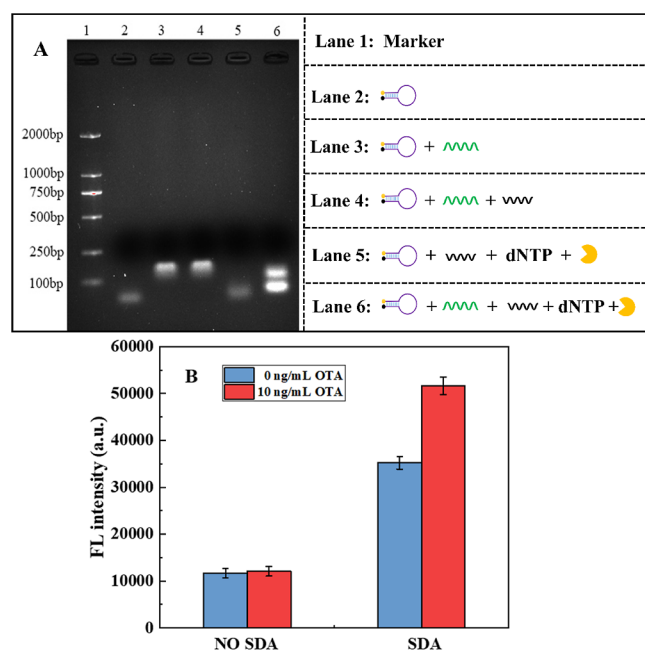 A
1 2 3 4 5 6
2000bp
1000bp
750bp
500bp
250bp
100bp
Lane 1: Marker
Lane 2:
Lane 3: +
Lane 4: + +
Lane 5: + + dNTP +
Lane 6: + + + dNTP +
B
0 ng/mL OTA
10 ng/mL OTA
FL intensity (a.u.)
60000
50000
40000
30000
20000
10000
0
NO SDA SDA